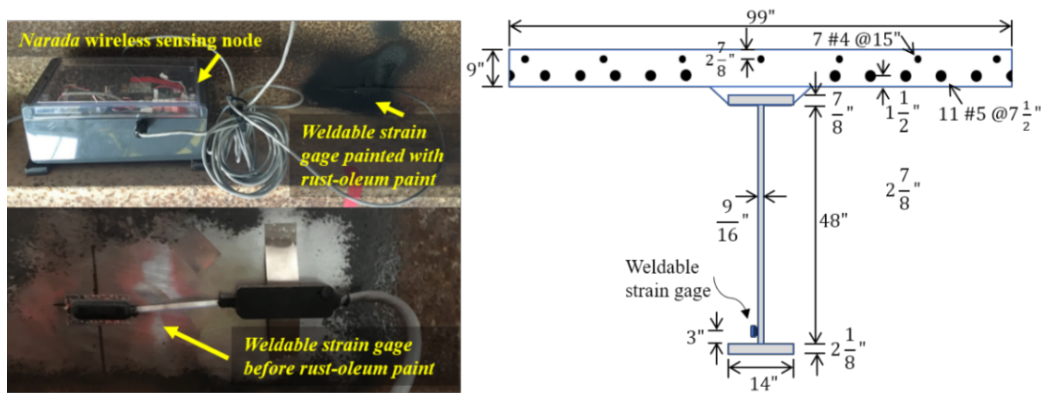 Narada wireless sensing node
Weldable strain
gage painted with
rust-oleum paint
Weldable strain gage
before rust-oleum paint
99"
7 #4 @15"
9"
2 7/8"
7/8"
1 1/2"
11 #5 @7 1/2"
2 7/8"
9/16"
48"
Weldable
strain gage
3"
2 1/8"
14"